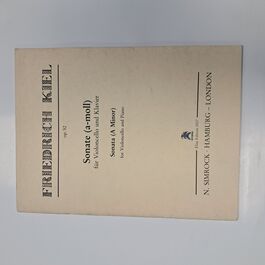 FRIEDRICH KIEL
op. 52
Sonate (a-moll)
für Violoncello und Klavier
Sonata (A Minor)
for Violoncello and Piano
N. SIMROCK · HAMBURG – LONDON